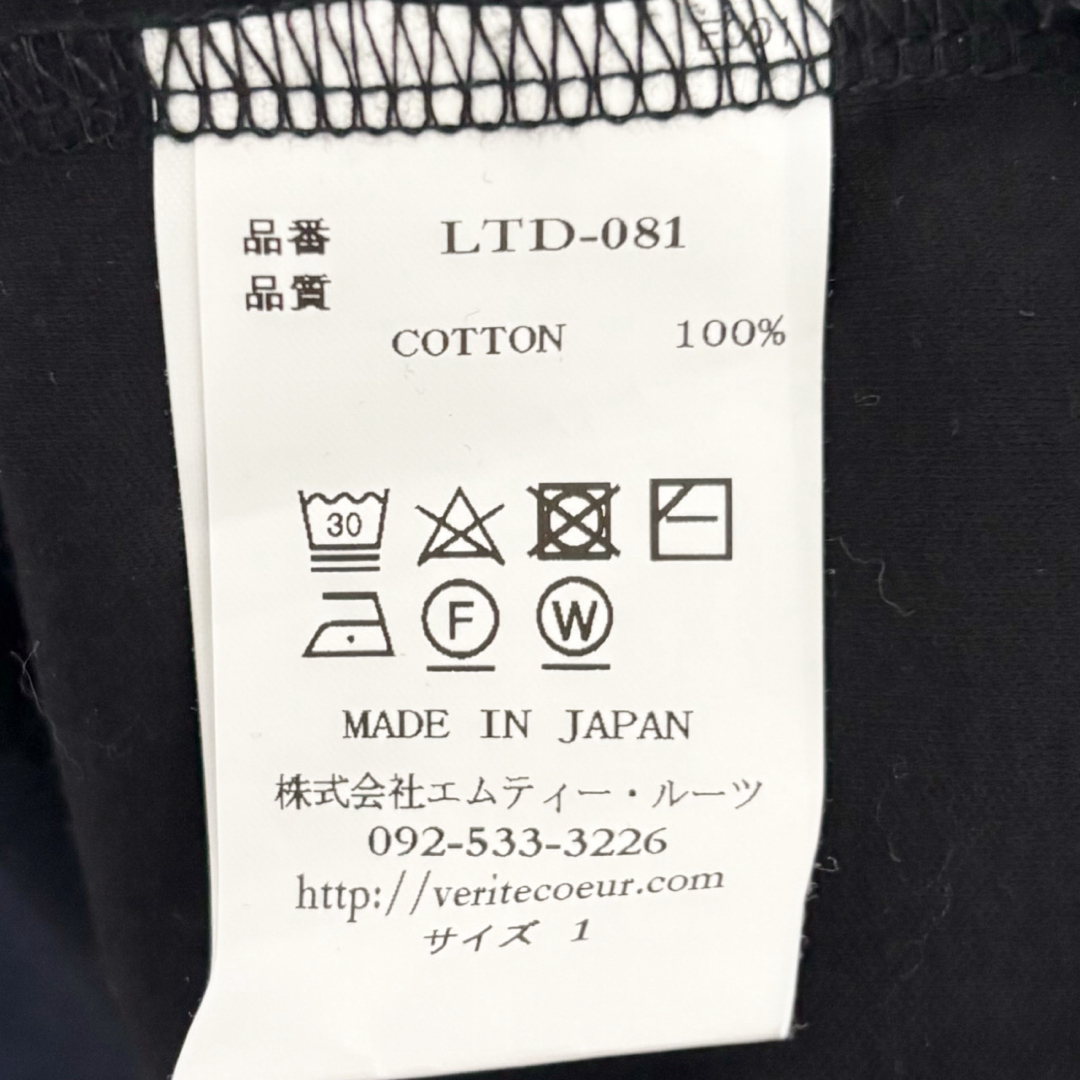 品番 LTD-081
品質
COTTON 100%
30
F W
MADE IN JAPAN
株式会社エムティー・ルーツ
092-533-3226
http://veritecoeur.com
サイズ 1